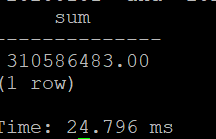 sum
--------------
310586483.00
(1 row)
Time: 24.796 ms